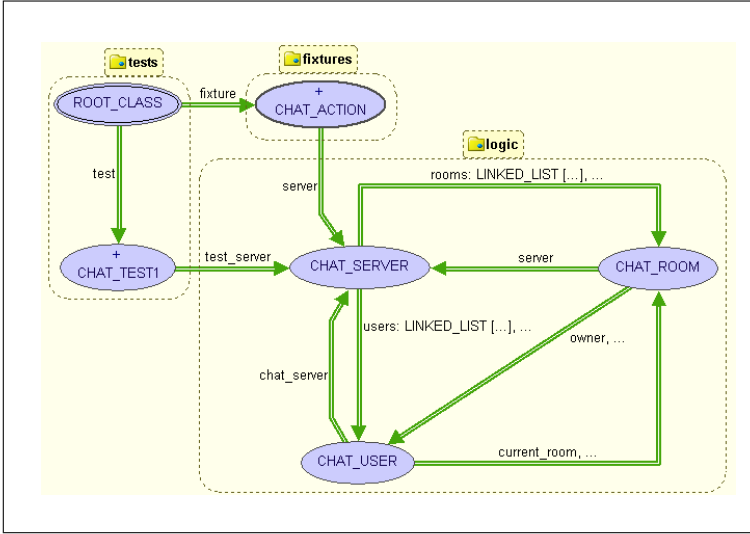 tests
fixtures
ROOT_CLASS
fixture
+
CHAT_ACTION
logic
test
server
rooms: LINKED_LIST [...], ...
+
CHAT_TEST1
test_server
CHAT_SERVER
server
CHAT_ROOM
users: LINKED_LIST [...], ...
owner, ...
chat_server
CHAT_USER
current_room, ...